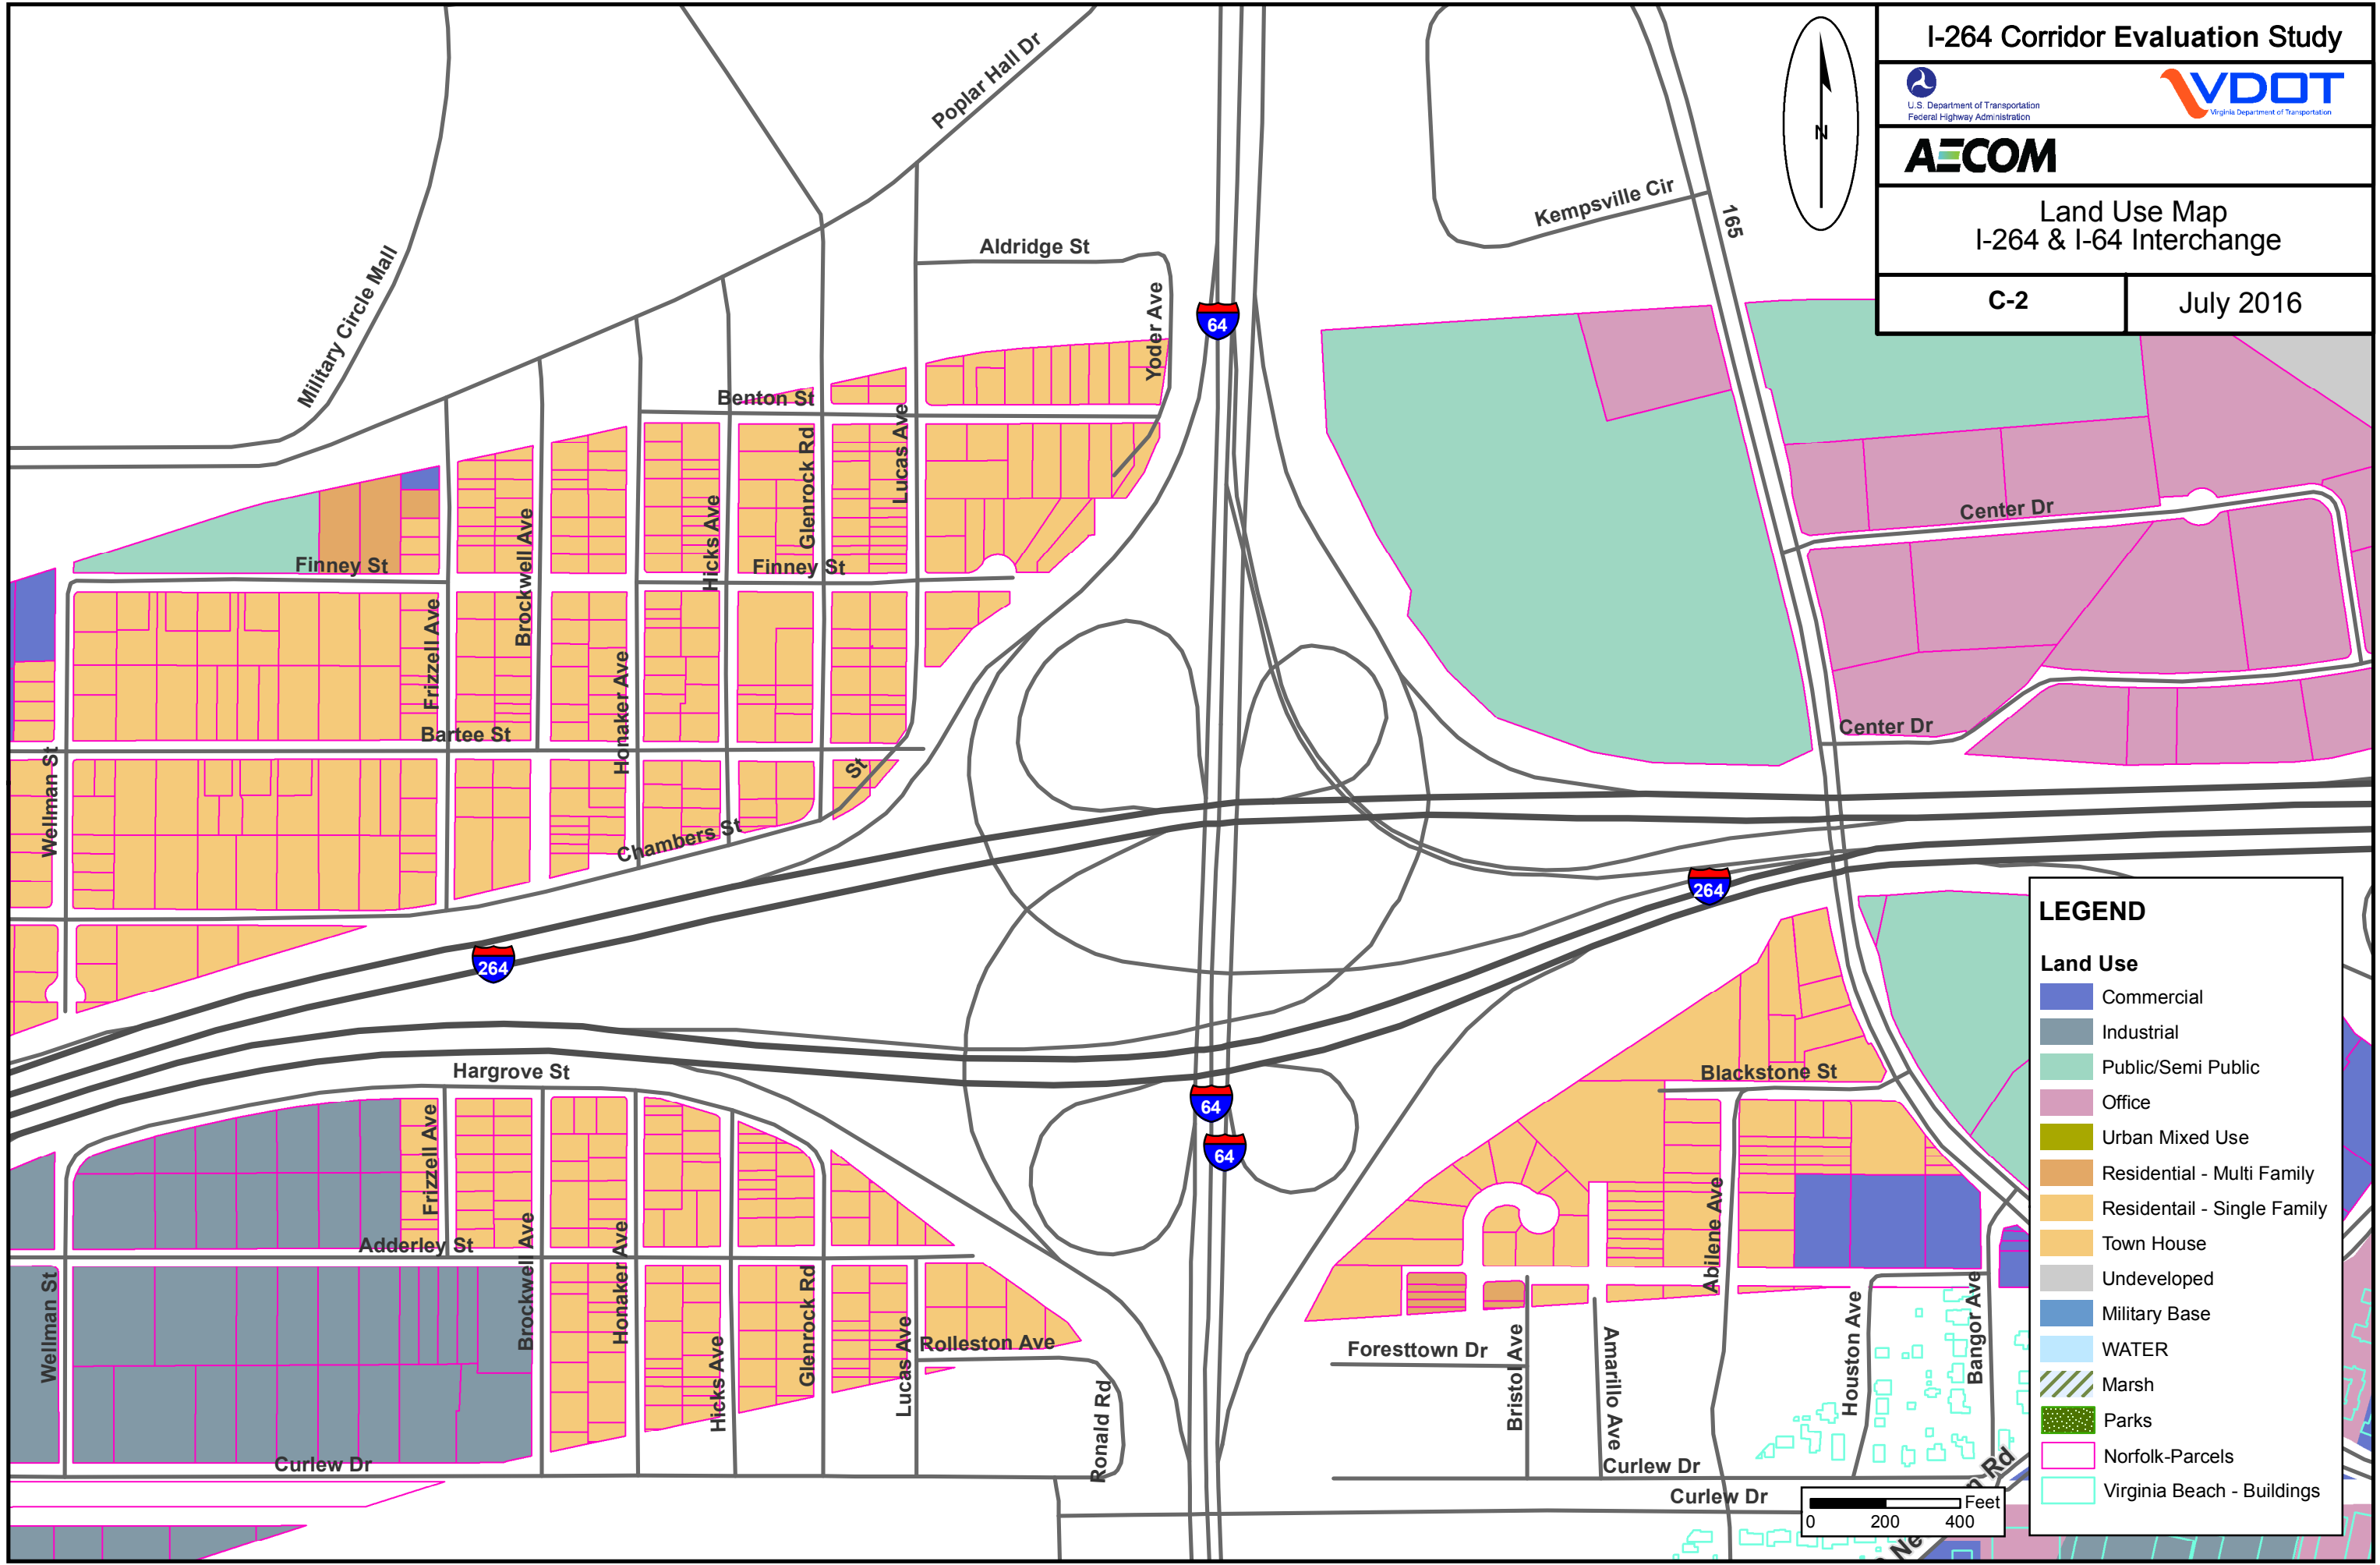 I-264 Corridor Evaluation Study
U.S. Department of Transportation
Federal Highway Administration
VDOT
Virginia Department of Transportation
AECOM
Land Use Map
I-264 & I-64 Interchange
C-2
July 2016
N
Poplar Hall Dr
Military Circle Mall
Kempsville Cir
165
Aldridge St
Yoder Ave
64
Benton St
Lucas Ave
Glenrock Rd
Hicks Ave
Brockwell Ave
Center Dr
Finney St
Finney St
Frizzell Ave
Honaker Ave
Bartee St
Center Dr
Wellman St
St
Chambers St
264
264
Hargrove St
64
64
Blackstone St
Frizzell Ave
Adderley St
Brockwell Ave
Honaker Ave
Wellman St
Hicks Ave
Glenrock Rd
Lucas Ave
Rolleston Ave
Ronald Rd
Curlew Dr
Abilene Ave
Foresttown Dr
Bristol Ave
Amarillo Ave
Houston Ave
Bangor Ave
Curlew Dr
Curlew Dr
n Rd
Ne
LEGEND
Land Use
Commercial
Industrial
Public/Semi Public
Office
Urban Mixed Use
Residential - Multi Family
Residentail - Single Family
Town House
Undeveloped
Military Base
WATER
Marsh
Parks
Norfolk-Parcels
Virginia Beach - Buildings
Feet
0 200 400